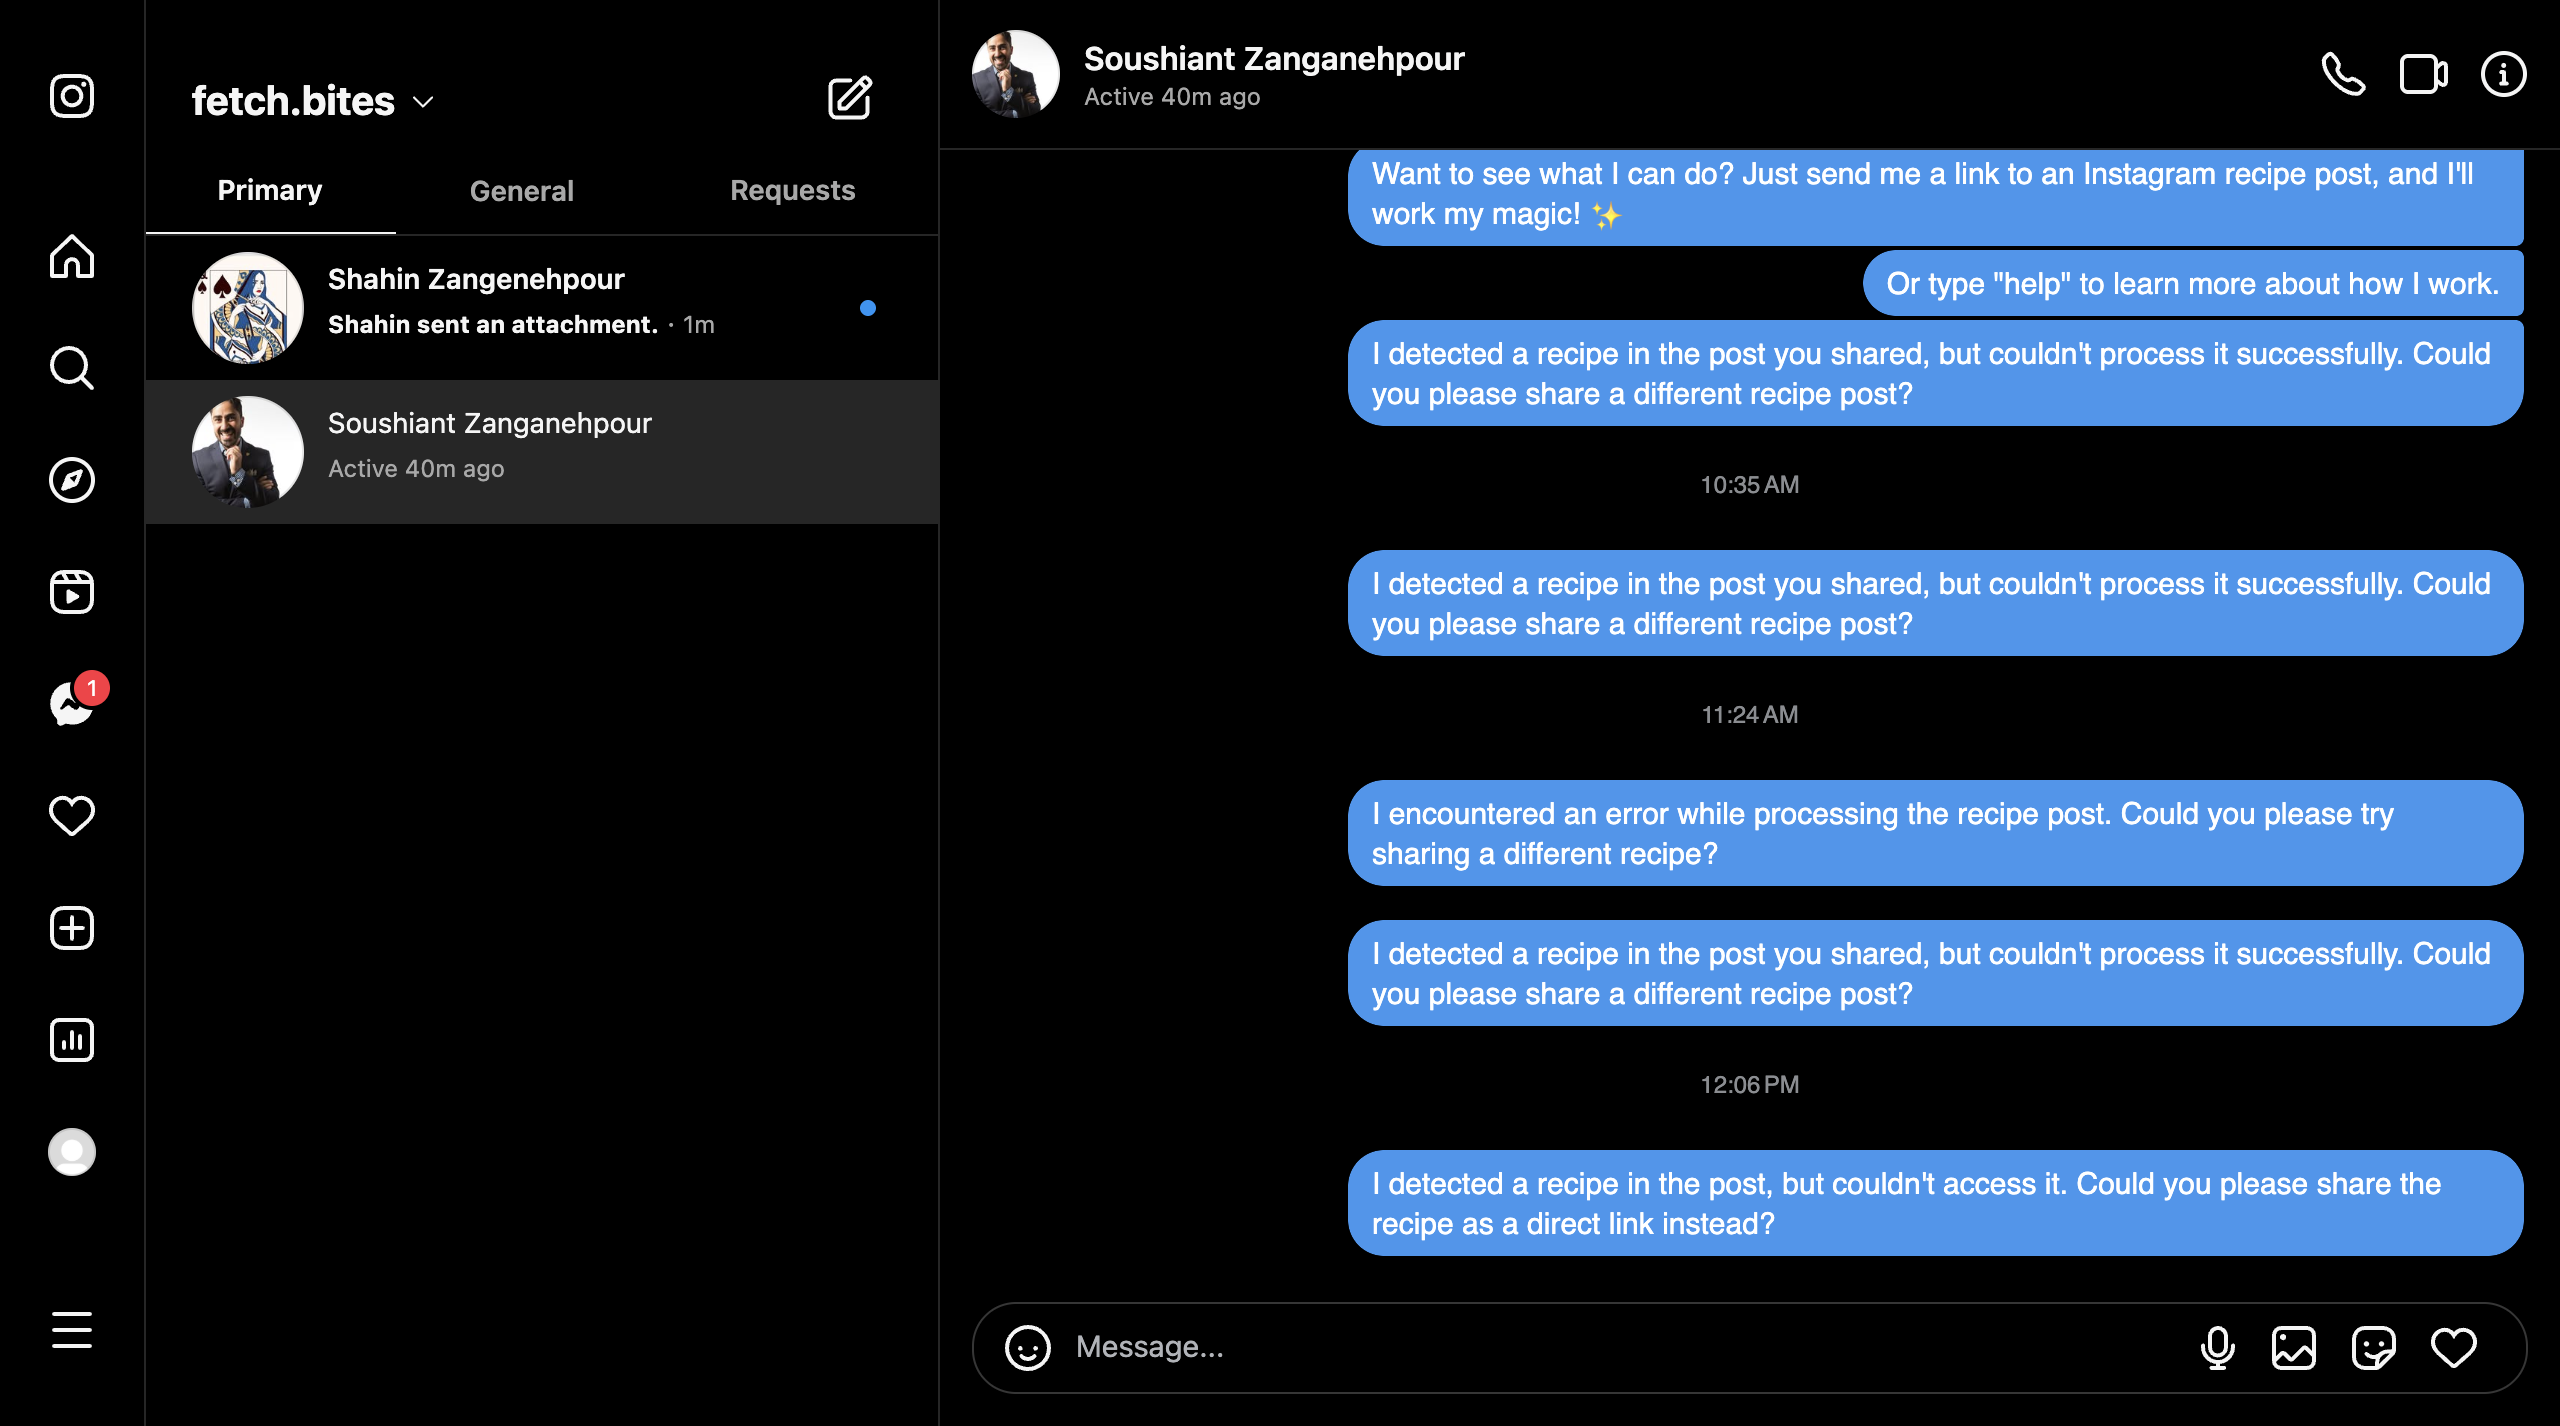 fetch.bites
Primary
General
Requests
Shahin Zangenehpour
Shahin sent an attachment. · 1m
Soushiant Zanganehpour
Active 40m ago
1
Soushiant Zanganehpour
Active 40m ago
Want to see what I can do? Just send me a link to an Instagram recipe post, and I'll
work my magic! ✨
Or type "help" to learn more about how I work.
I detected a recipe in the post you shared, but couldn't process it successfully. Could
you please share a different recipe post?
10:35 AM
I detected a recipe in the post you shared, but couldn't process it successfully. Could
you please share a different recipe post?
11:24 AM
I encountered an error while processing the recipe post. Could you please try
sharing a different recipe?
I detected a recipe in the post you shared, but couldn't process it successfully. Could
you please share a different recipe post?
12:06 PM
I detected a recipe in the post, but couldn't access it. Could you please share the
recipe as a direct link instead?
Message...